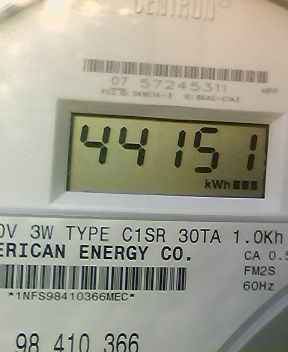 CENTRON®
07 57245311
44151
kWh
0V 3W TYPE C1SR 30TA 1.0Kh
ERICAN ENERGY CO. CA 0.5
FM2S
*1NFS98410366MEC* 60Hz
98 410 366